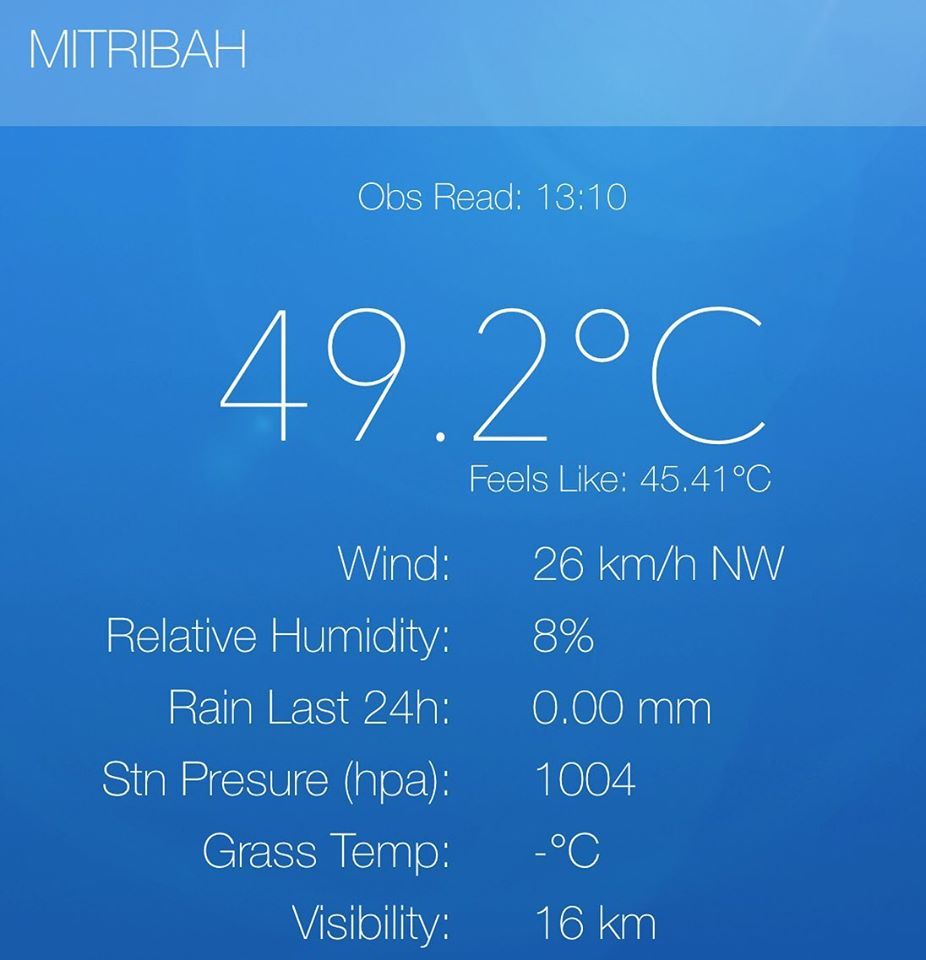 MITRIBAH
Obs Read: 13:10
49.2°C
Feels Like: 45.41°C
Wind: 26 km/h NW
Relative Humidity: 8%
Rain Last 24h: 0.00 mm
Stn Presure (hpa): 1004
Grass Temp: -°C
Visibility: 16 km